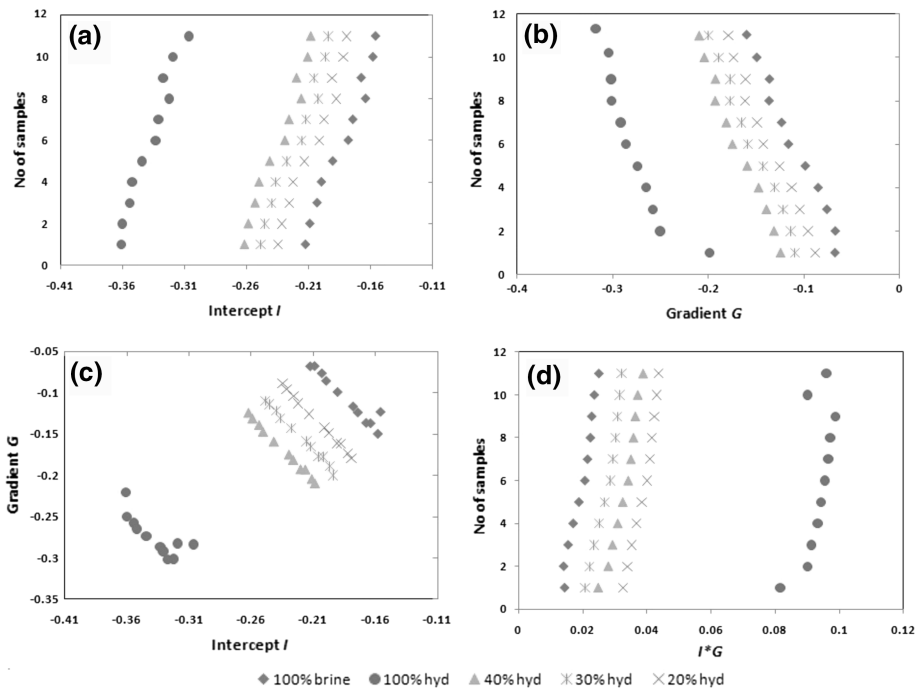 (a)
No of samples
12
10
8
6
4
2
0
-0.41 -0.36 -0.31 -0.26 -0.21 -0.16 -0.11
Intercept I
(b)
No of samples
12
10
8
6
4
2
0
-0.4 -0.3 -0.2 -0.1 0
Gradient G
(c)
Gradient G
-0.05
-0.1
-0.15
-0.2
-0.25
-0.3
-0.35
-0.41 -0.36 -0.31 -0.26 -0.21 -0.16
Intercept I
(d)
No of samples
12
10
8
6
4
2
0
0 0.02 0.04 0.06 0.08 0.1 0.12
I*G
100% brine 100% hyd 40% hyd 30% hyd 20% hyd